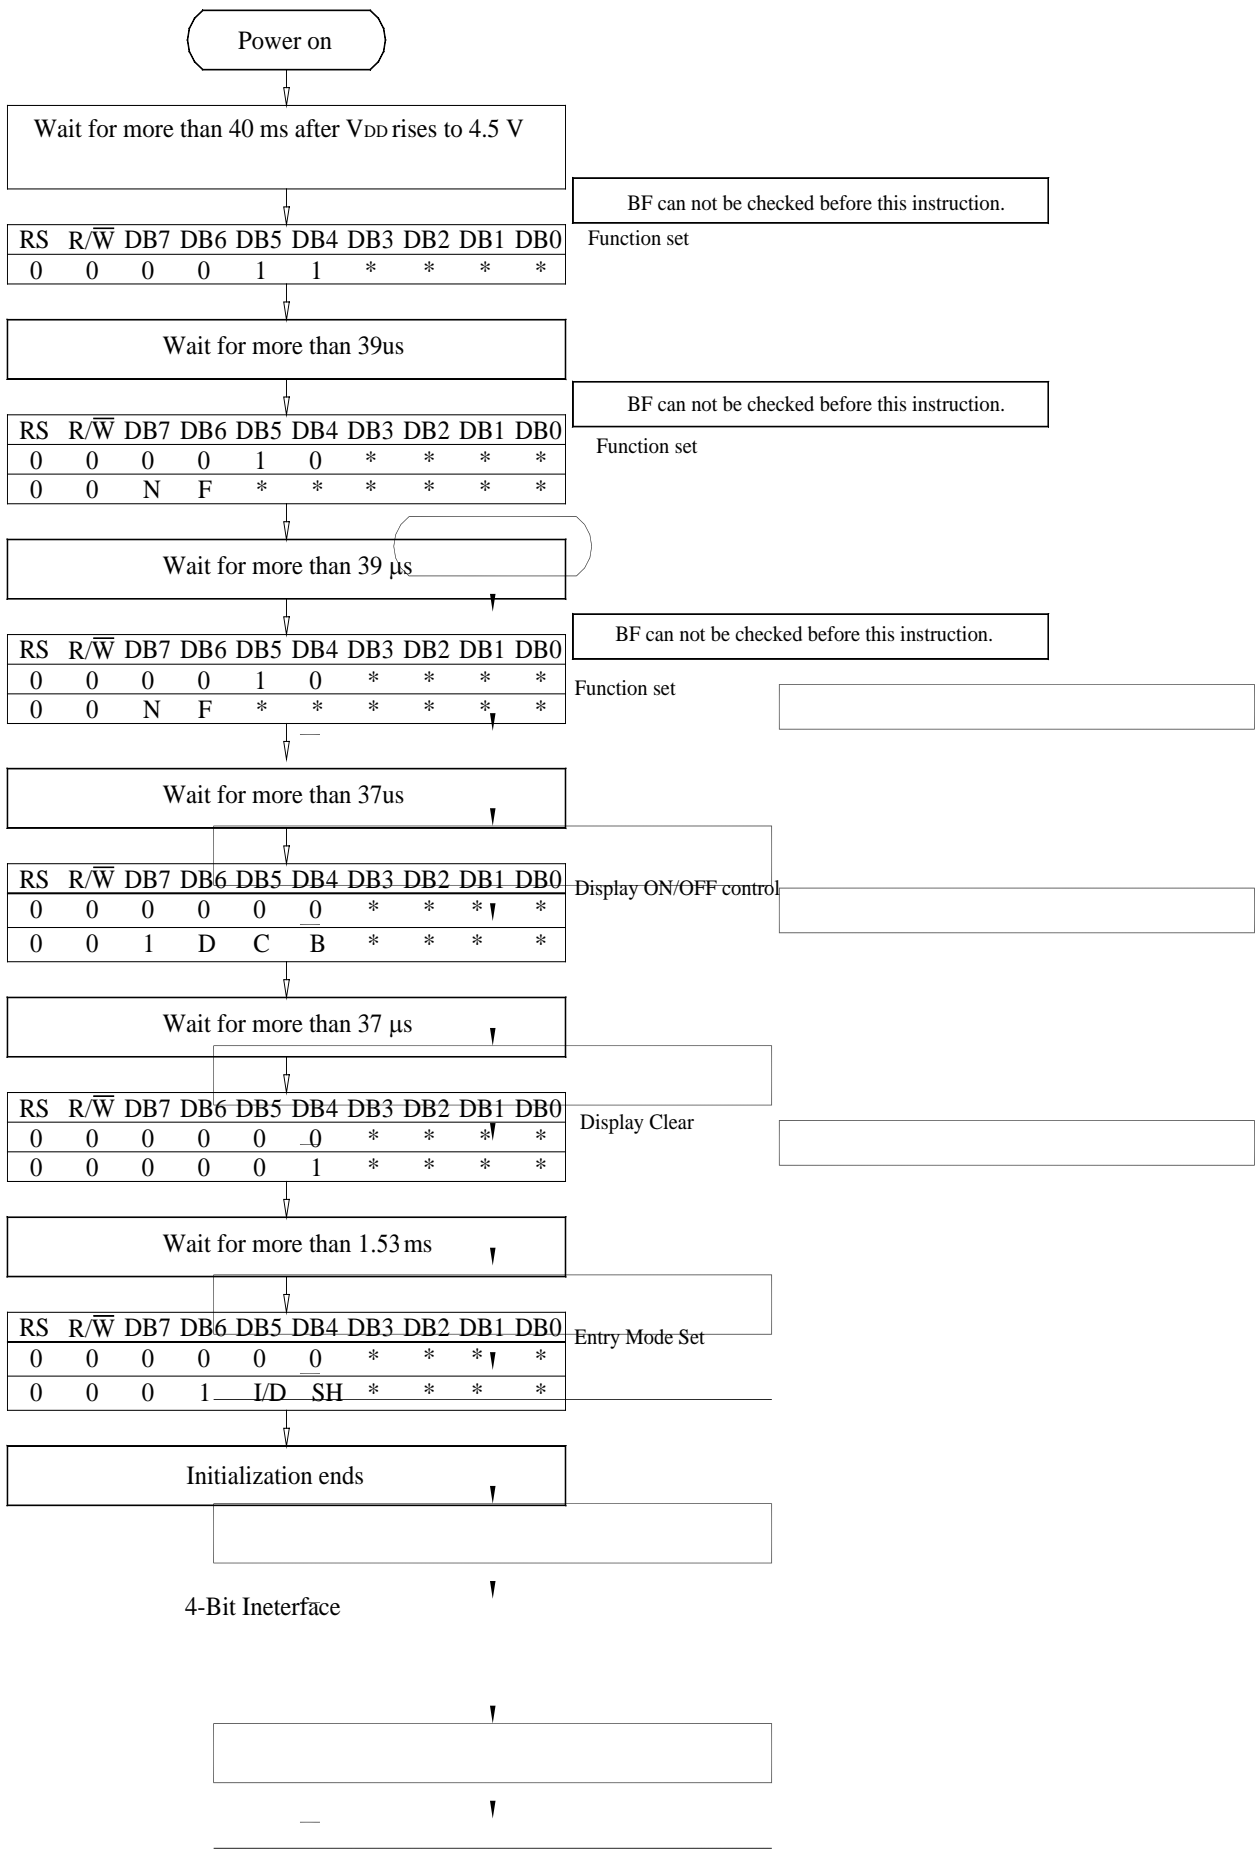 Power on
Wait for more than 40 ms after VDD rises to 4.5 V
BF can not be checked before this instruction.
RS R/W̅ DB7 DB6 DB5 DB4 DB3 DB2 DB1 DB0
Function set
0 0 0 0 1 1 * * * *
Wait for more than 39us
BF can not be checked before this instruction.
RS R/W̅ DB7 DB6 DB5 DB4 DB3 DB2 DB1 DB0
Function set
0 0 0 0 1 0 * * * *
0 0 N F * * * * * *
Wait for more than 39 μs
BF can not be checked before this instruction.
RS R/W̅ DB7 DB6 DB5 DB4 DB3 DB2 DB1 DB0
0 0 0 0 1 0 * * * *
Function set
0 0 N F * * * * * *
Wait for more than 37us
RS R/W̅ DB7 DB6 DB5 DB4 DB3 DB2 DB1 DB0
Display ON/OFF control
0 0 0 0 0 0 * * * *
0 0 1 D C B * * * *
Wait for more than 37 μs
RS R/W̅ DB7 DB6 DB5 DB4 DB3 DB2 DB1 DB0
Display Clear
0 0 0 0 0 0 * * * *
0 0 0 0 0 1 * * * *
Wait for more than 1.53 ms
RS R/W̅ DB7 DB6 DB5 DB4 DB3 DB2 DB1 DB0
Entry Mode Set
0 0 0 0 0 0 * * * *
0 0 0 1 I/D SH * * * *
Initialization ends
4-Bit Ineterface